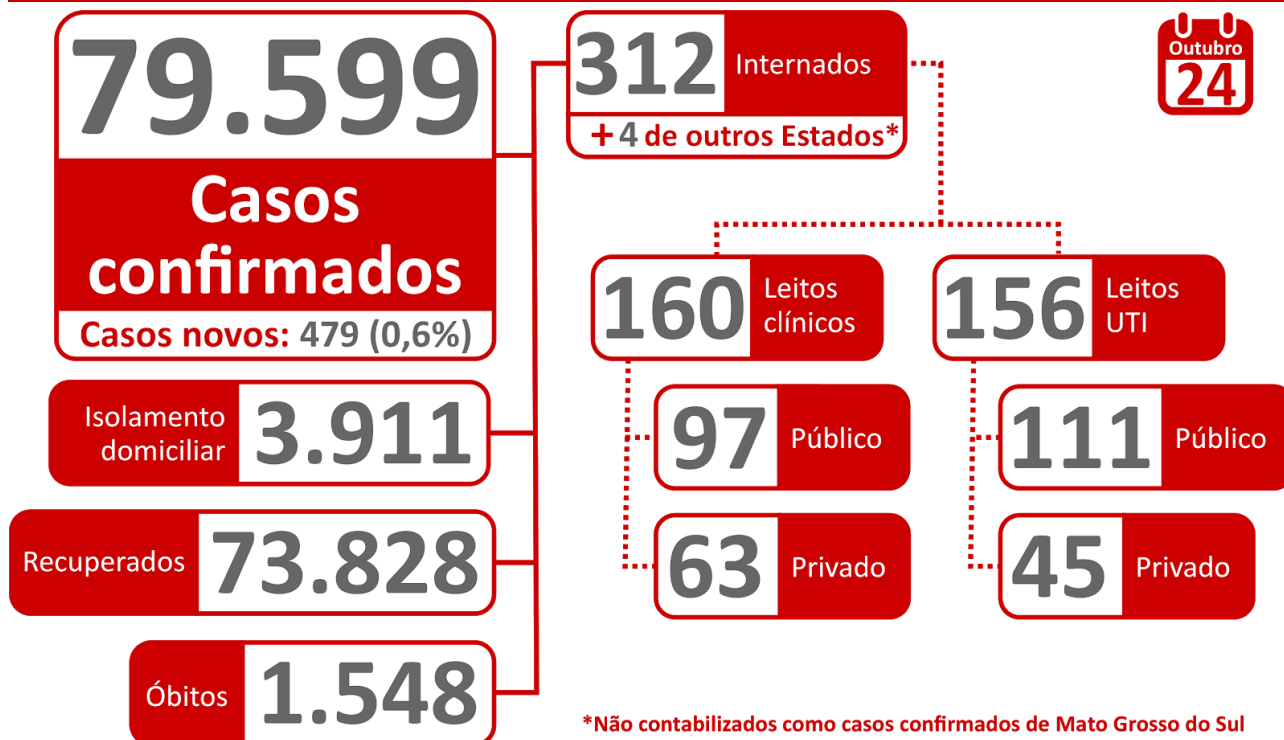 79.599
Casos
confirmados
Casos novos: 479 (0,6%)
Isolamento
domiciliar
3.911
Recuperados
73.828
Óbitos
1.548
312
Internados
+4 de outros Estados*
Outubro
24
160
Leitos
clínicos
97
Público
63
Privado
156
Leitos
UTI
111
Público
45
Privado
*Não contabilizados como casos confirmados de Mato Grosso do Sul